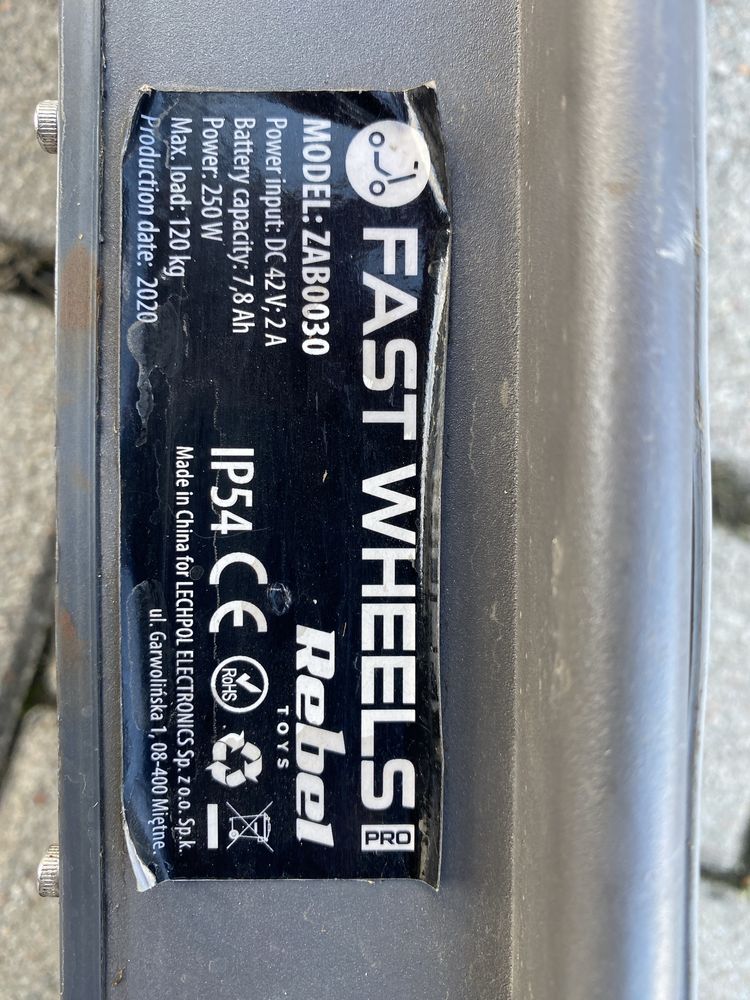 FAST WHEELS PRO
MODEL: ZAB0030
Power input: DC 42 V; 2 A
Battery capacity: 7,8 Ah
Power: 250 W
Max. load: 120 kg
Production date: 2020
Rebel
TOYS
IP54 CE RoHS
Made in China for LECHPOL ELECTRONICS Sp. z o.o. Sp.k.
ul. Garwolińska 1, 08-400 Miętne.